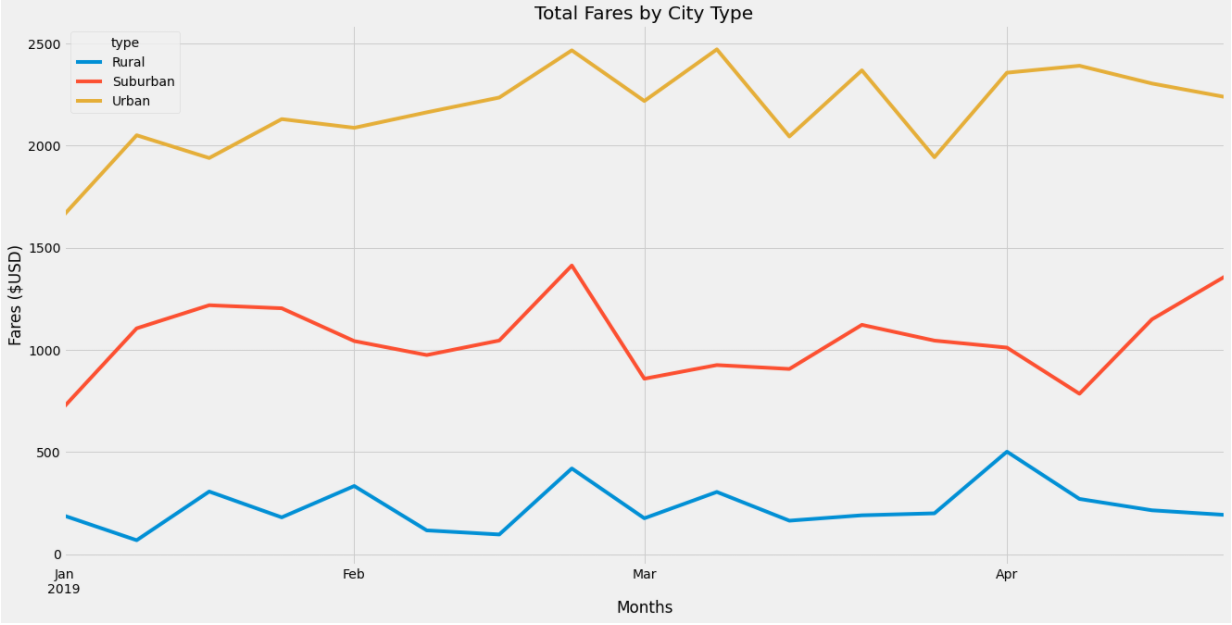 Total Fares by City Type
type
Rural
Suburban
Urban
2500
2000
1500
1000
500
0
Fares ($USD)
Jan
2019
Feb
Mar
Apr
Months